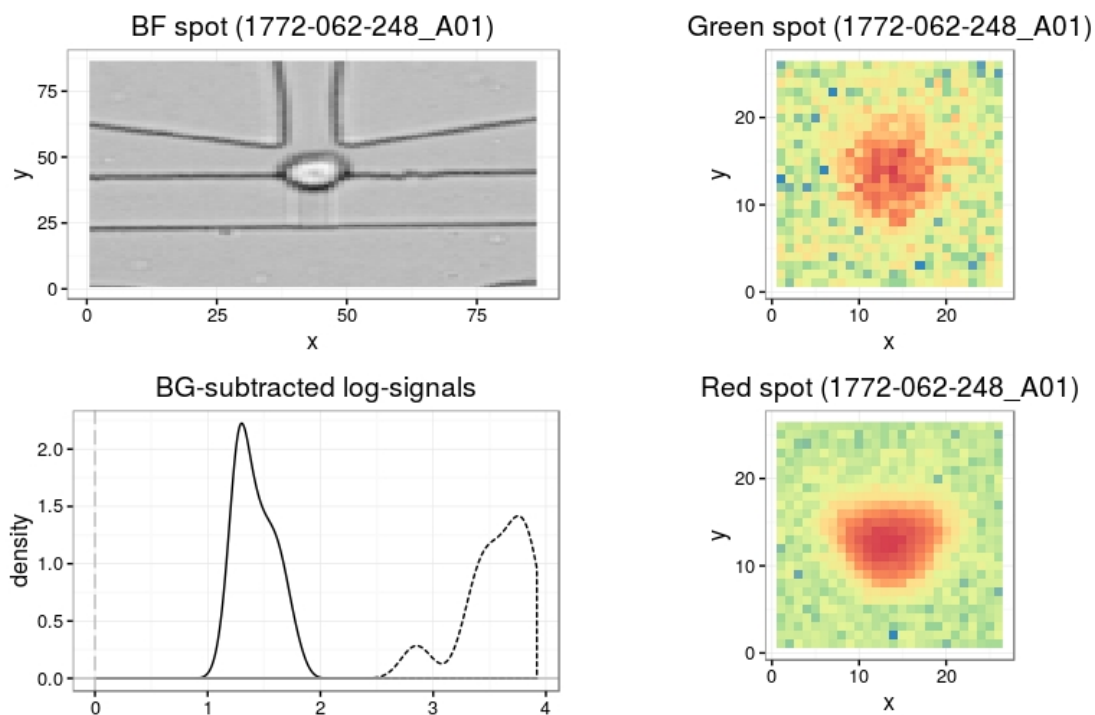 BF spot (1772-062-248_A01)
75
50
25
0
y
0 25 50 75
x
Green spot (1772-062-248_A01)
20
10
0
y
0 10 20
x
BG-subtracted log-signals
2.0
1.5
1.0
0.5
0.0
density
0 1 2 3 4
Red spot (1772-062-248_A01)
20
10
0
y
0 10 20
x